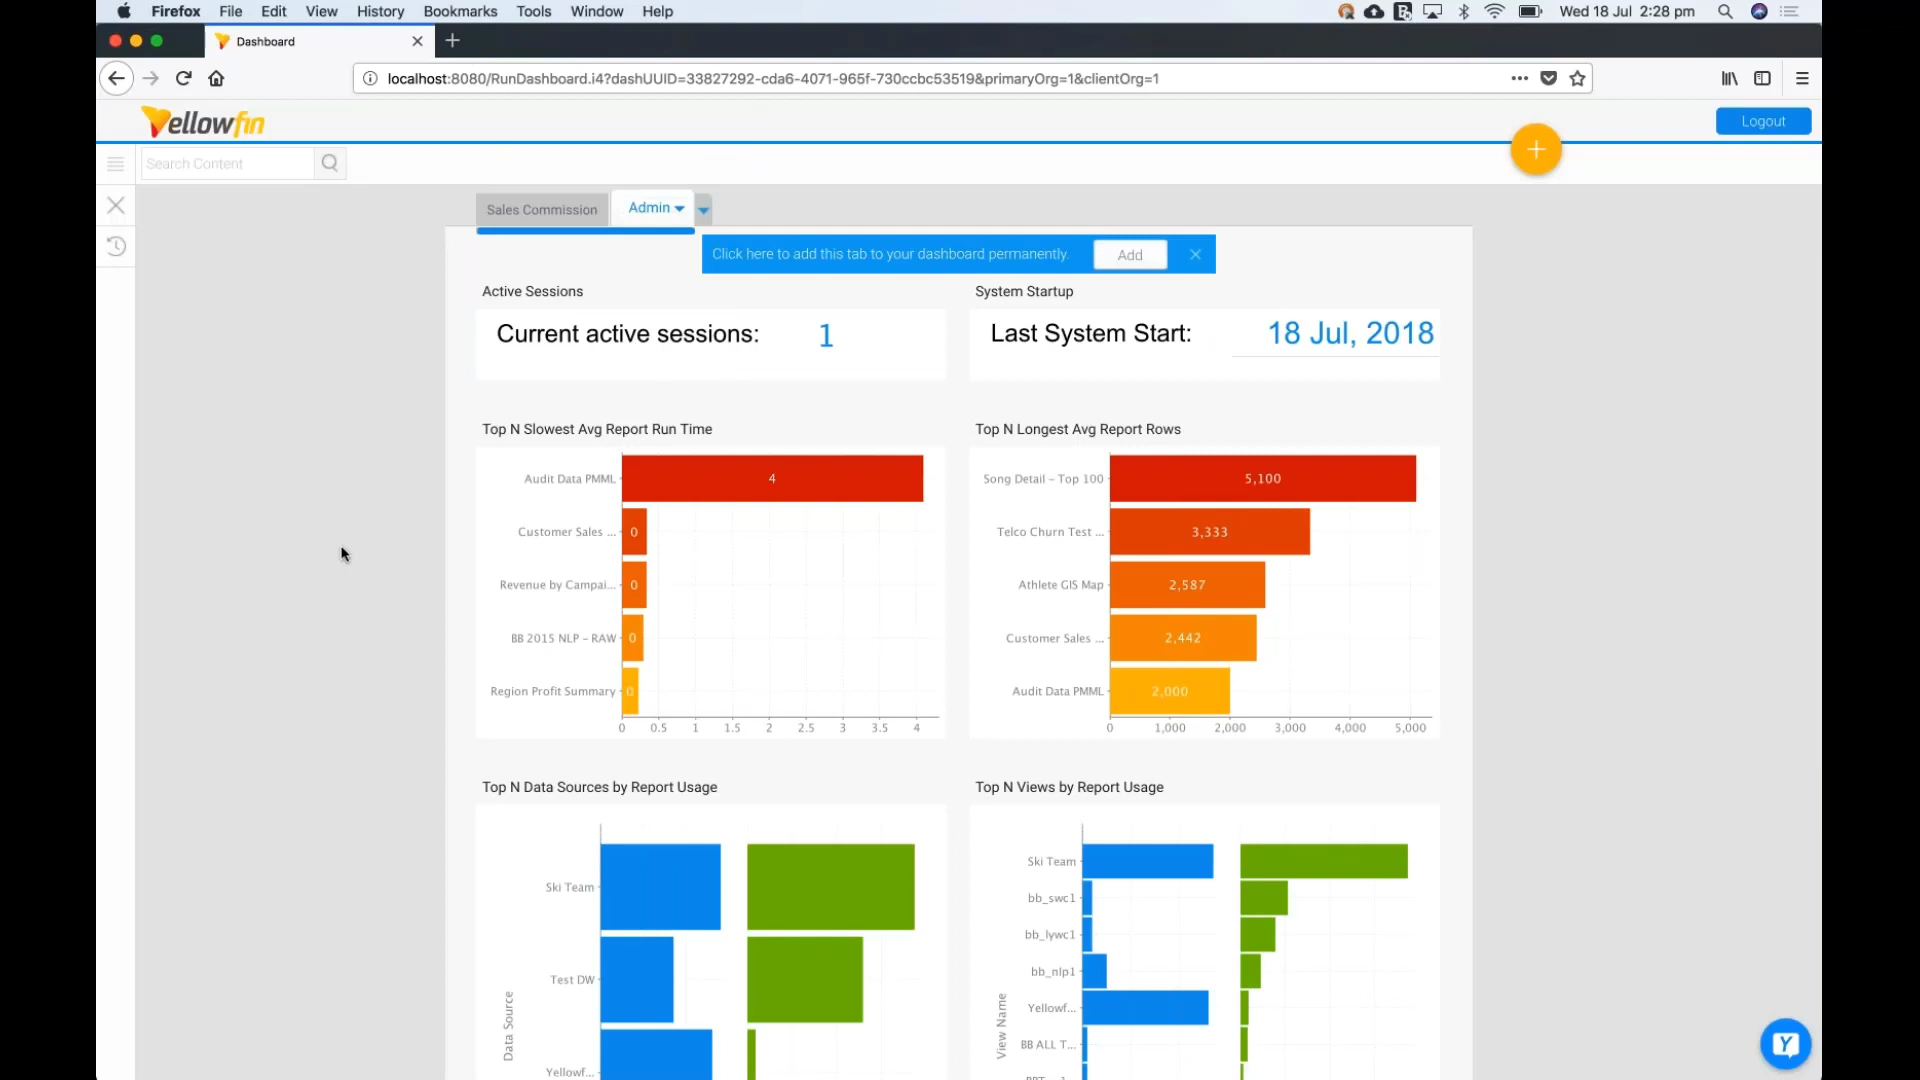 Firefox File Edit View History Bookmarks Tools Window Help Wed 18 Jul 2:28 pm
Dashboard
localhost:8080/RunDashboard.i4?dashUUID=33827292-cda6-4071-965f-730ccbc53519&primaryOrg=1&clientOrg=1
Yellowfin
Logout
Search Content
Sales Commission Admin
Click here to add this tab to your dashboard permanently. Add
Active Sessions
Current active sessions: 1
System Startup
Last System Start: 18 Jul, 2018
Top N Slowest Avg Report Run Time
Audit Data PMML 4
Customer Sales ... 0
Revenue by Campai... 0
BB 2015 NLP - RAW 0
Region Profit Summary 0
0 0.5 1 1.5 2 2.5 3 3.5 4
Top N Longest Avg Report Rows
Song Detail - Top 100 5,100
Telco Churn Test ... 3,333
Athlete GIS Map 2,587
Customer Sales ... 2,442
Audit Data PMML 2,000
0 1,000 2,000 3,000 4,000 5,000
Top N Data Sources by Report Usage
Ski Team
Test DW
Yellowf...
Data Source
Top N Views by Report Usage
Ski Team
bb_swc1
bb_lywc1
bb_nlp1
Yellowf...
BB ALL T...
View Name